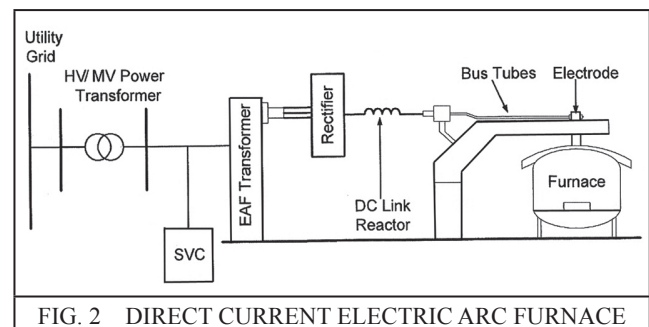 Utility
Grid
HV/ MV Power
Transformer
SVC
EAF Transformer
Rectifier
DC Link
Reactor
Bus Tubes
Electrode
Furnace
FIG. 2 DIRECT CURRENT ELECTRIC ARC FURNACE